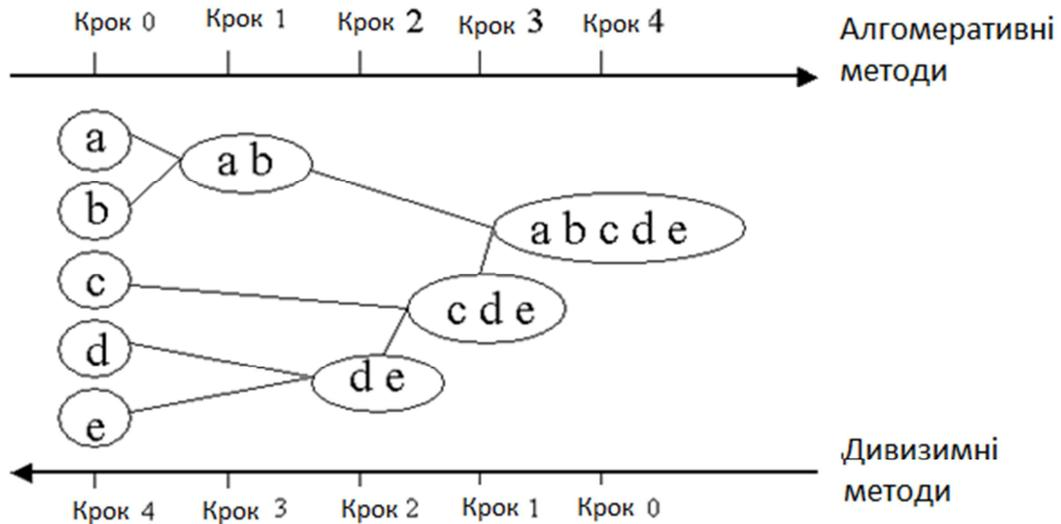 Крок 0 Крок 1 Крок 2 Крок 3 Крок 4
Алгомеративні
методи
a
a b
b
a b c d e
c
c d e
d
d e
e
Дивизимні
методи
Крок 4 Крок 3 Крок 2 Крок 1 Крок 0